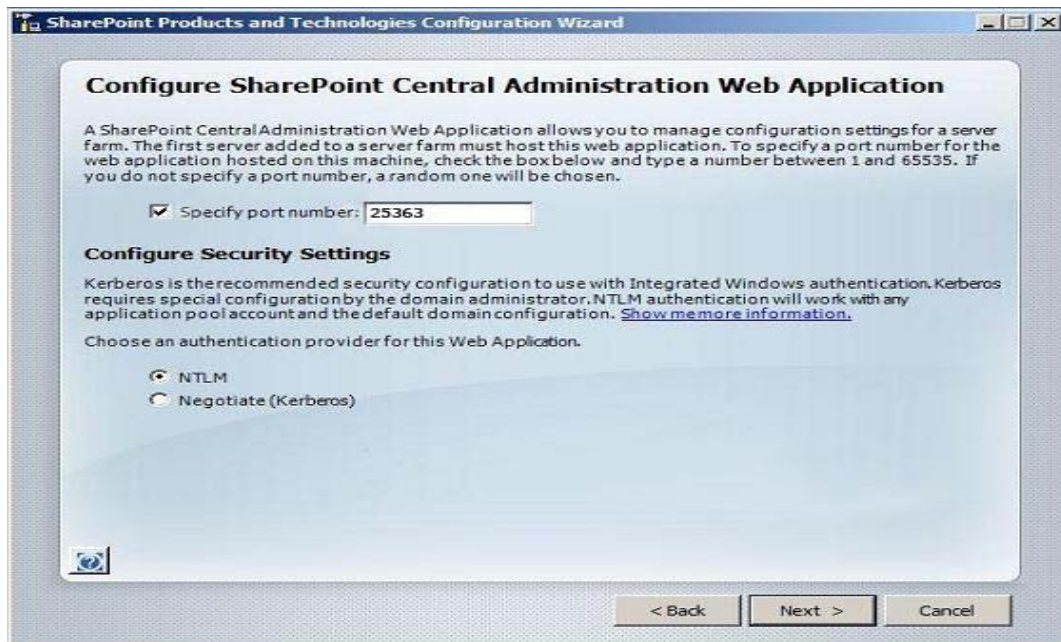 SharePoint Products and Technologies Configuration Wizard
Configure SharePoint Central Administration Web Application
A SharePoint Central Administration Web Application allows you to manage configuration settings for a server
farm. The first server added to a server farm must host this web application. To specify a port number for the
web application hosted on this machine, check the box below and type a number between 1 and 65535. If
you do not specify a port number, a random one will be chosen.
Specify port number: 25363
Configure Security Settings
Kerberos is the recommended security configuration to use with Integrated Windows authentication. Kerberos
requires special configuration by the domain administrator. NTLM authentication will work with any
application pool account and the default domain configuration. Show me more information.
Choose an authentication provider for this Web Application.
NTLM
Negotiate (Kerberos)
< Back Next > Cancel